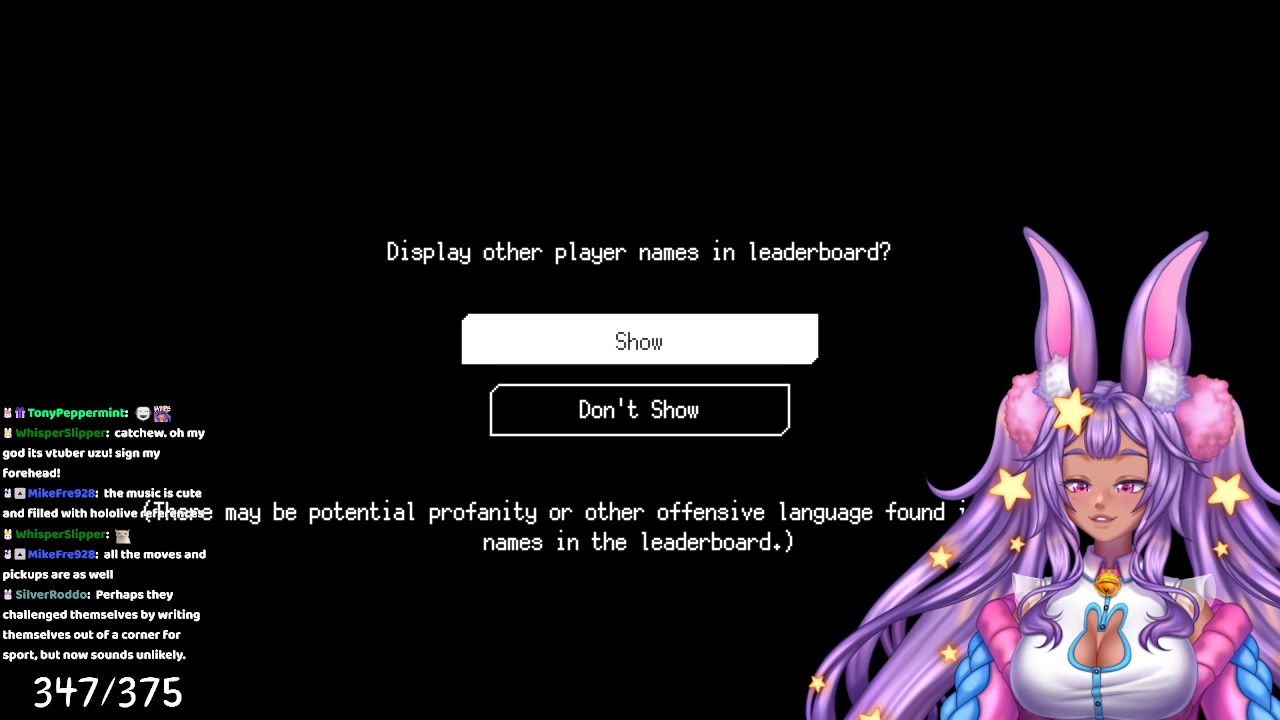 Display other player names in leaderboard?
Show
Don't Show
may be potential profanity or other offensive language found
names in the leaderboard.)
TonyPeppermint:
WhisperSlipper: catchew. oh my
god its vtuber uzu! sign my
forehead!
MikeFre928: the music is cute
and filled with hololive references
WhisperSlipper:
MikeFre928: all the moves and
pickups are as well
SilverRoddo: Perhaps they
challenged themselves by writing
themselves out of a corner for
sport, but now sounds unlikely.
347/375